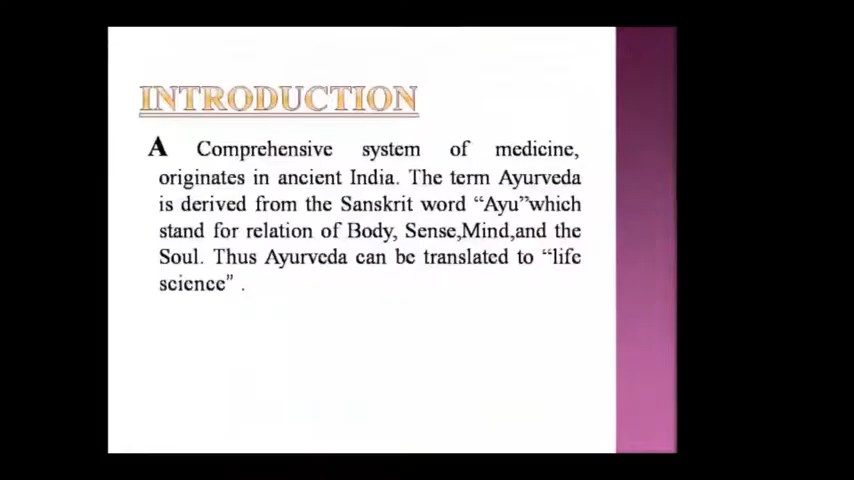 INTRODUCTION
A Comprehensive system of medicine,
originates in ancient India. The term Ayurveda
is derived from the Sanskrit word “Ayu”which
stand for relation of Body, Sense,Mind,and the
Soul. Thus Ayurveda can be translated to “life
science” .